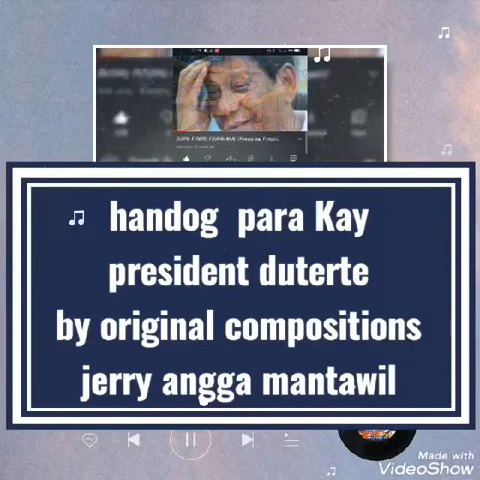 handog para Kay
president duterte
by original compositions
jerry angga mantawil
Made with
VideoShow